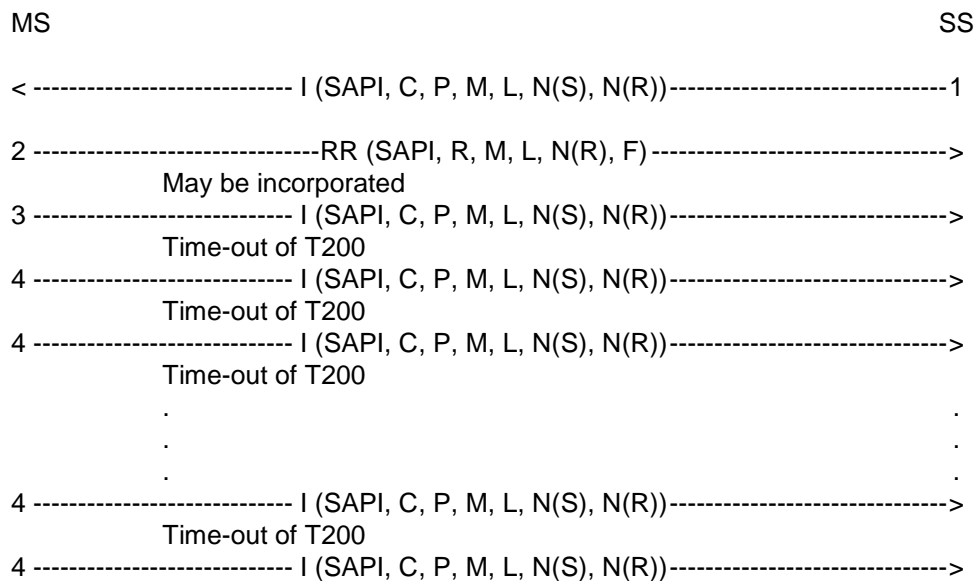 MS SS
< ----------------------------- I (SAPI, C, P, M, L, N(S), N(R))-------------------------------1
2 --------------------------------RR (SAPI, R, M, L, N(R), F) --------------------------------->
May be incorporated
3 ----------------------------- I (SAPI, C, P, M, L, N(S), N(R))------------------------------->
Time-out of T200
4 ----------------------------- I (SAPI, C, P, M, L, N(S), N(R))------------------------------->
Time-out of T200
4 ----------------------------- I (SAPI, C, P, M, L, N(S), N(R))------------------------------->
Time-out of T200
. .
. .
. .
4 ----------------------------- I (SAPI, C, P, M, L, N(S), N(R))------------------------------->
Time-out of T200
4 ----------------------------- I (SAPI, C, P, M, L, N(S), N(R))------------------------------->